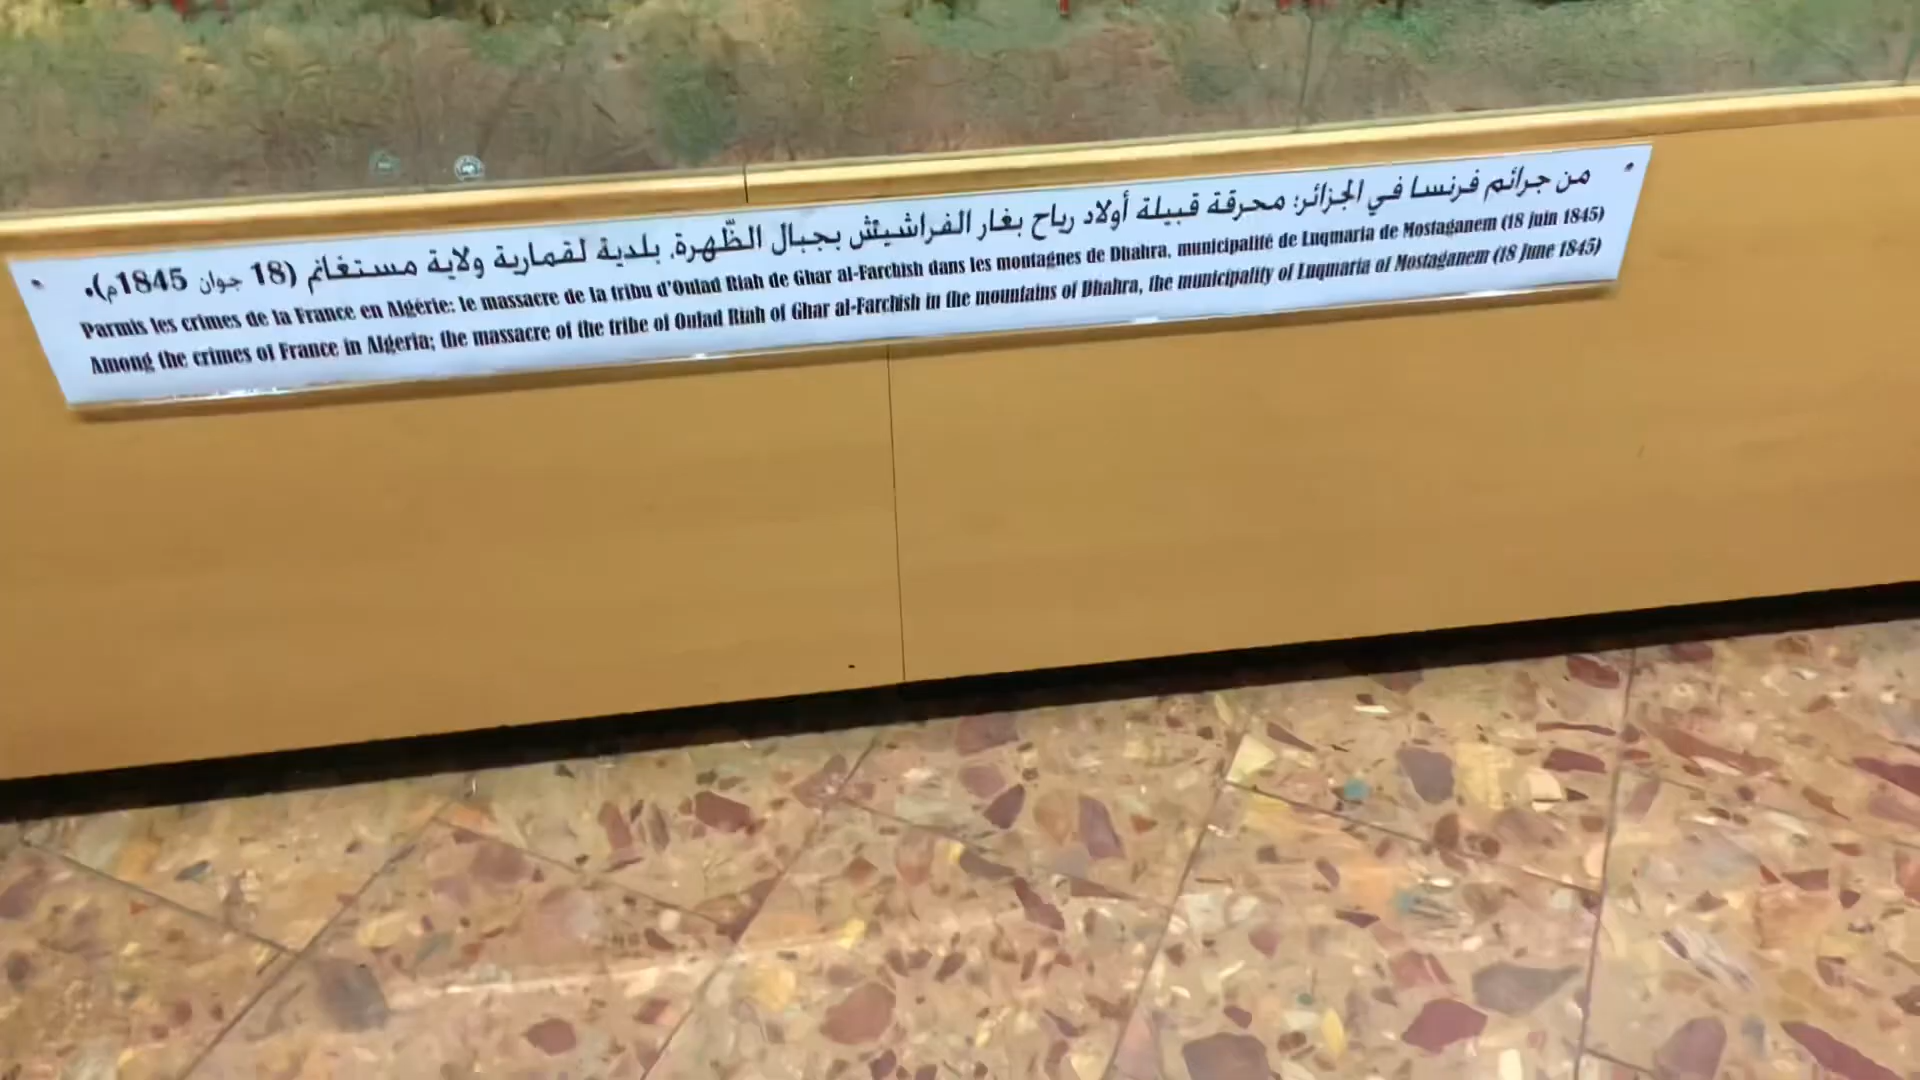 من جرائم فرنسا في الجزائر: محرقة قبيلة أولاد رياح بغار الفراشيش بجبال الظّهرة، بلدية لقمارية ولاية مستغانم (18 جوان 1845م).
Parmis les crimes de la France en Algérie: le massacre de la tribu d'Oulad Riah de Ghar al-Farchish dans les montagnes de Dhahra, municipalité de Luqmaria de Mostaganem (18 juin 1845)
Among the crimes of France in Algeria; the massacre of the tribe of Oulad Riah of Ghar al-Farchish in the mountains of Dhahra, the municipality of Luqmaria of Mostaganem (18 June 1845)